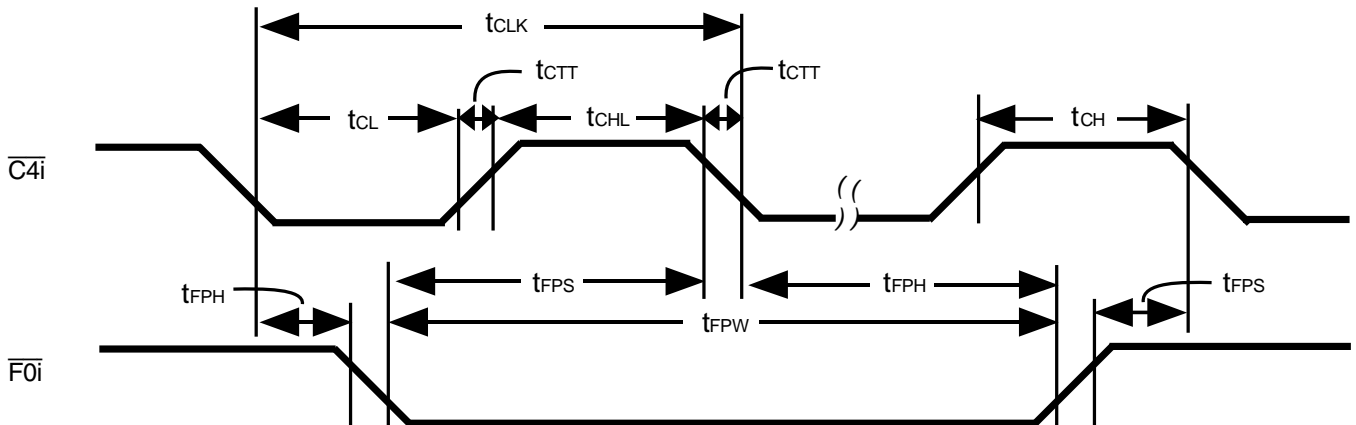 tCLK
tCTT tCTT
tCL tCHL tCH
C4i
tFPH tFPS tFPH tFPS
tFPW
F0i